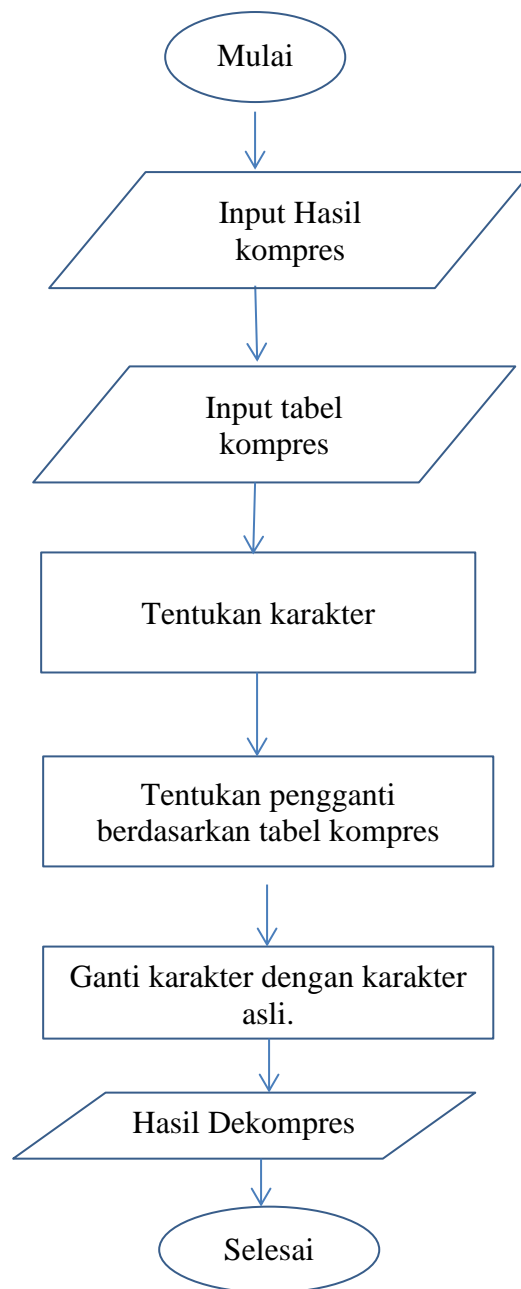 Mulai
Input Hasil
kompres
Input tabel
kompres
Tentukan karakter
Tentukan pengganti
berdasarkan tabel kompres
Ganti karakter dengan karakter
asli.
Hasil Dekompres
Selesai